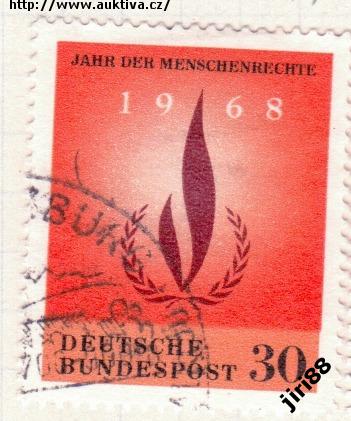 http://www.auktiva.cz/
JAHR DER MENSCHENRECHTE
1968
DEUTSCHE
BUNDESPOST 30
jiri88